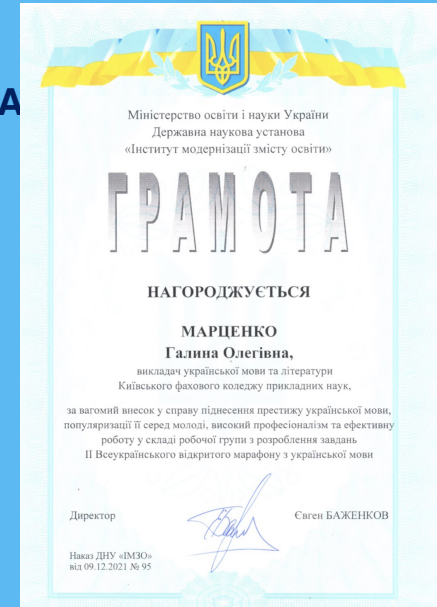 А
Міністерство освіти і науки України
Державна наукова установа
«Інститут модернізації змісту освіти»
ГРАМОТА
НАГОРОДЖУЄТЬСЯ
МАРЦЕНКО
Галина Олегівна,
викладач української мови та літератури
Київського фахового коледжу прикладних наук,
за вагомий внесок у справу піднесення престижу української мови,
популяризації її серед молоді, високий професіоналізм та ефективну
роботу у складі робочої групи з розроблення завдань
ІІ Всеукраїнського відкритого марафону з української мови
Директор Євген БАЖЕНКОВ
Наказ ДНУ «ІМЗО»
від 09.12.2021 № 95